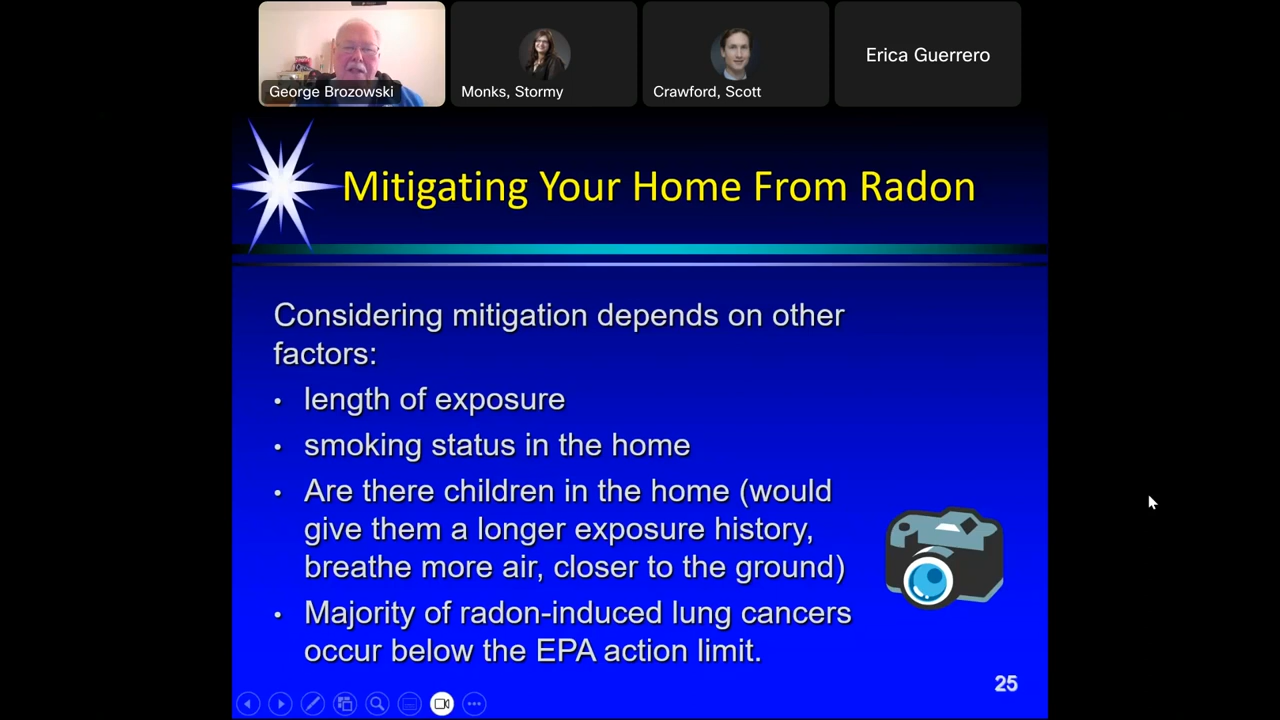 George Brozowski
Monks, Stormy
Crawford, Scott
Erica Guerrero
Mitigating Your Home From Radon
Considering mitigation depends on other
factors:
• length of exposure
• smoking status in the home
• Are there children in the home (would
give them a longer exposure history,
breathe more air, closer to the ground)
• Majority of radon-induced lung cancers
occur below the EPA action limit.
25